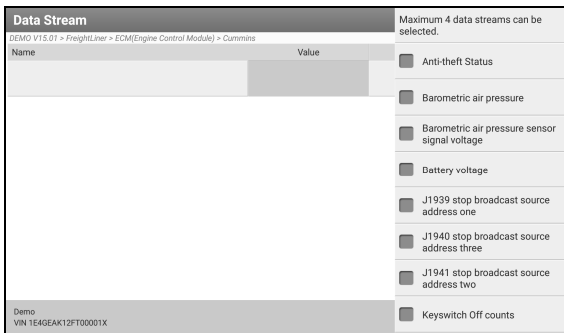 Data Stream
DEMO V15.01 > FreightLiner > ECM(Engine Control Module) > Cummins
Name Value
Demo
VIN 1E4GEAK12FT00001X
Maximum 4 data streams can be
selected.
Anti-theft Status
Barometric air pressure
Barometric air pressure sensor
signal voltage
Battery voltage
J1939 stop broadcast source
address one
J1940 stop broadcast source
address three
J1941 stop broadcast source
address two
Keyswitch Off counts